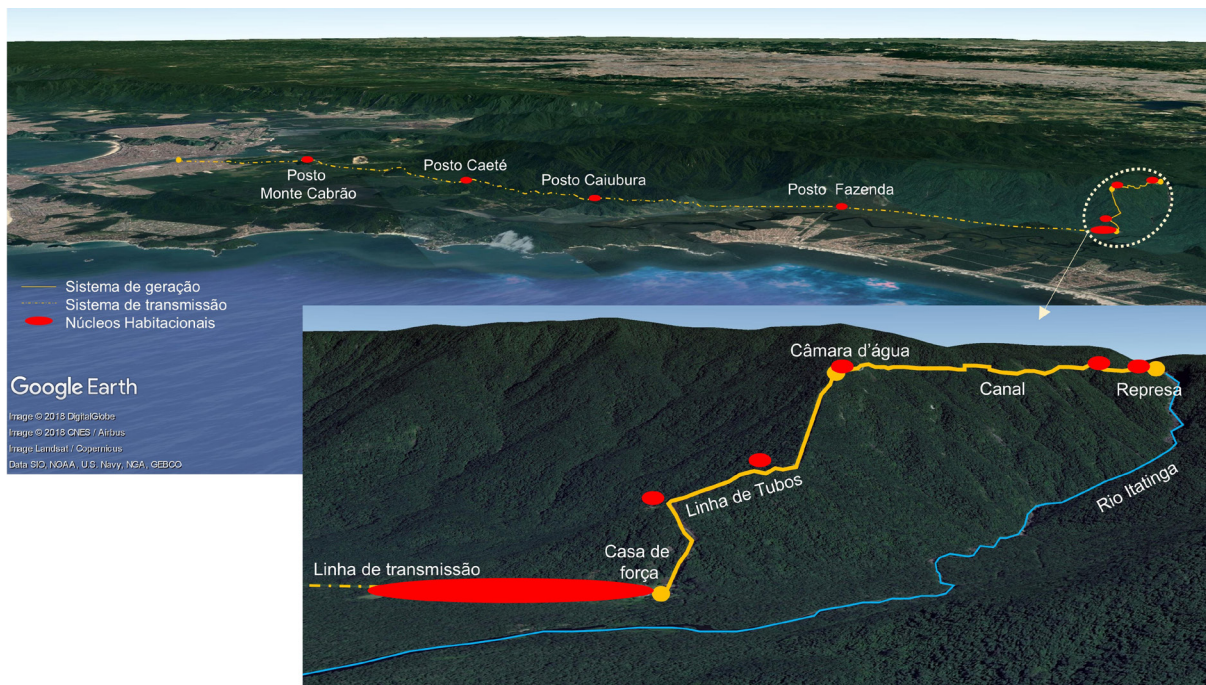 Posto
Monte Cabrão
Posto Caeté
Posto Caiubura
Posto Fazenda
Sistema de geração
Sistema de transmissão
Núcleos Habitacionais
Google Earth
Image © 2018 DigitalGlobe
Image © 2018 CNES / Airbus
Image Landsat / Copernicus
Data SIO, NOAA, U.S. Navy, NGA, GEBCO
Câmara d'água
Canal
Represa
Linha de Tubos
Rio Itatinga
Casa de
força
Linha de transmissão